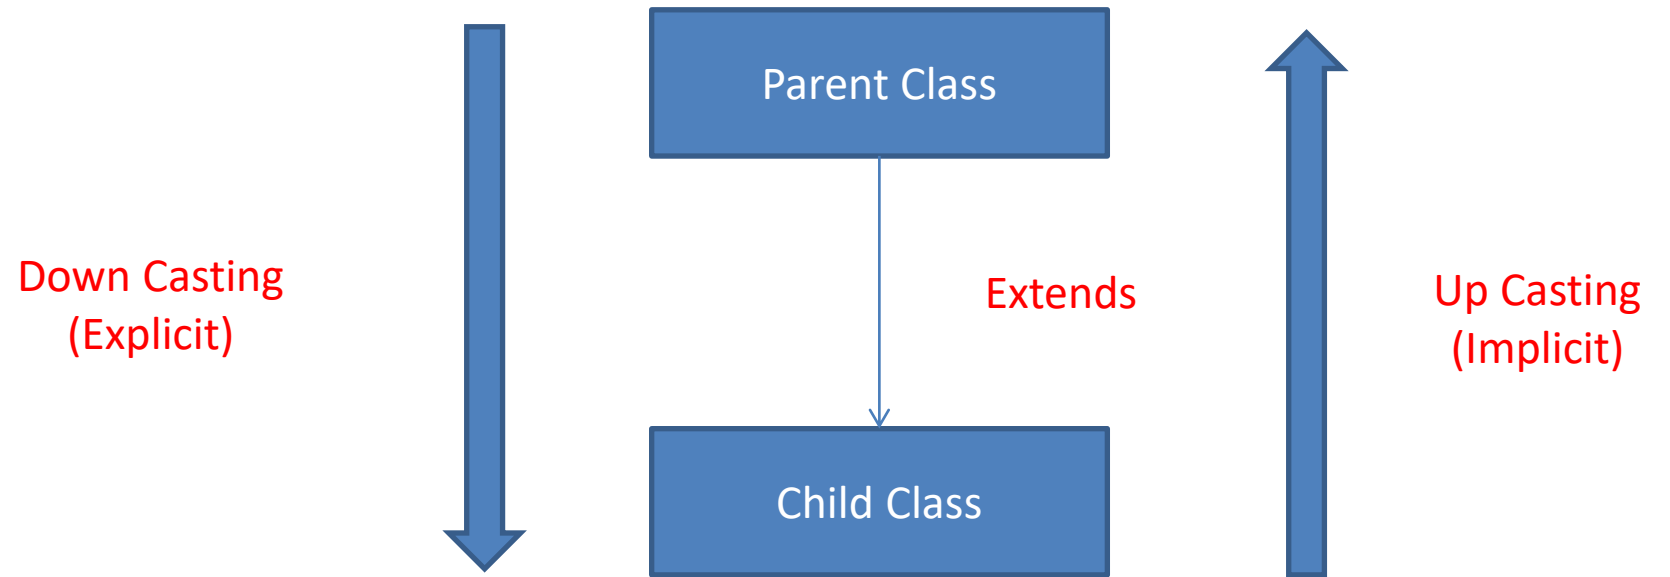 Parent Class
Down Casting
(Explicit)
Extends
Up Casting
(Implicit)
Child Class